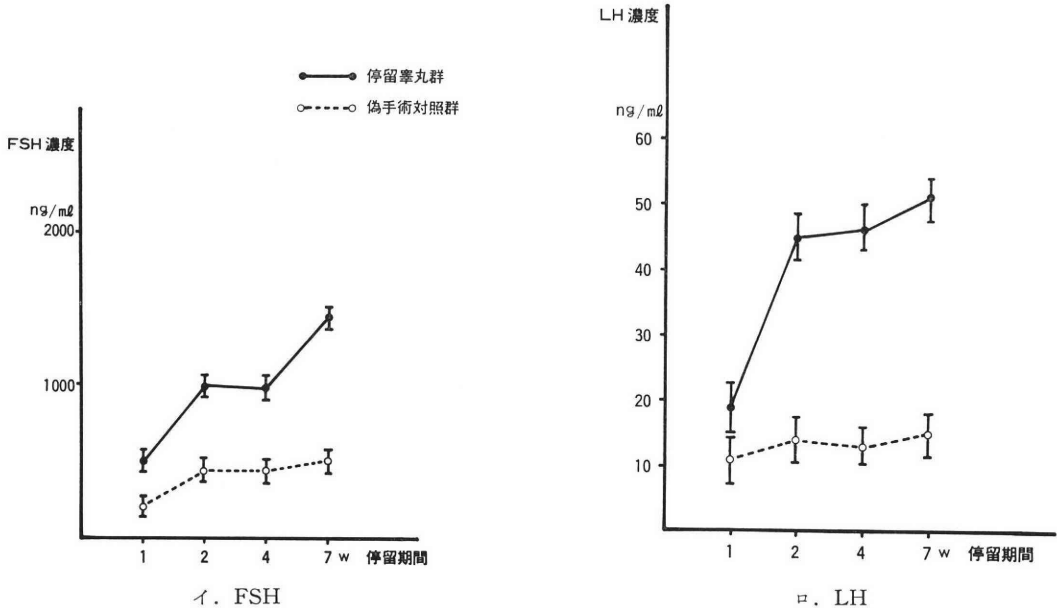 停留睾丸群
偽手術対照群
FSH 濃度
ng/ml
2000
1000
1
2
4
7 w 停留期間
イ. FSH
LH 濃度
ng/ml
60
50
40
30
20
10
1
2
4
7 w 停留期間
ロ. LH